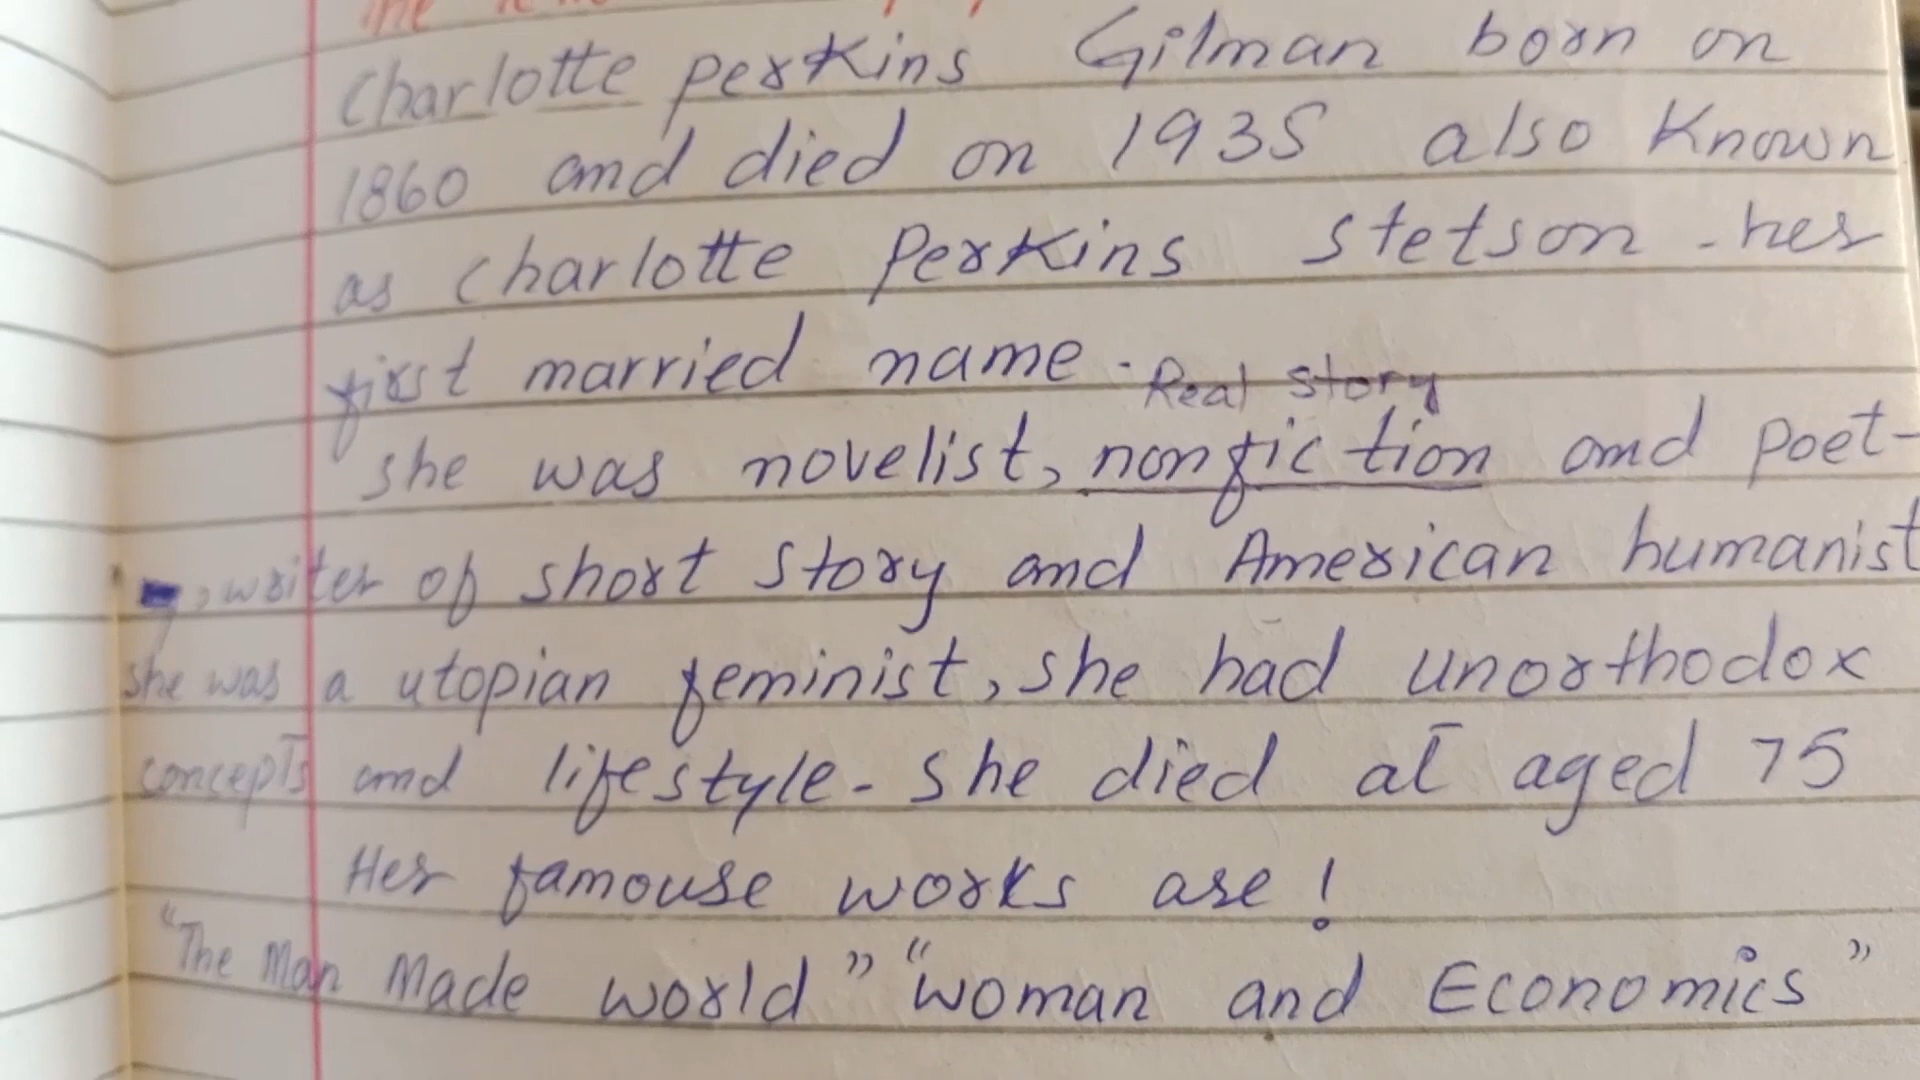 The
Charlotte perkins Gilman born on
1860 and died on 1935 also Known
as Charlotte Perkins Stetson - her
first married name -
Real story
she was novelist, nonfiction and poet-
, writer of short story and American humanist
she was a utopian feminist, she had unorthodox
concepts and lifestyle - She died at aged 75
Her famouse works are !
"The Man Made world" "Woman and Economics"